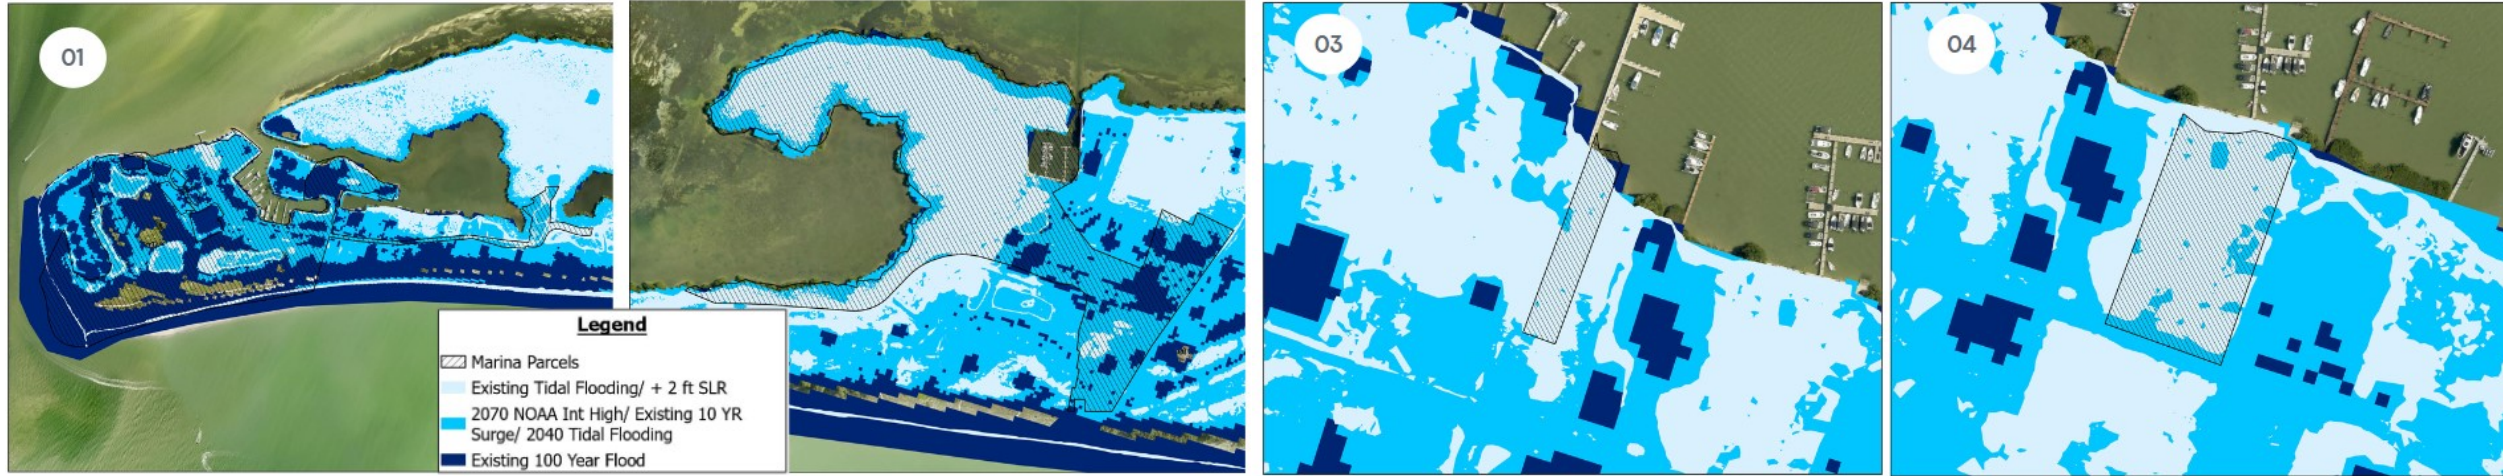 01
03
04
Legend
Marina Parcels
Existing Tidal Flooding/ + 2 ft SLR
2070 NOAA Int High/ Existing 10 YR
Surge/ 2040 Tidal Flooding
Existing 100 Year Flood